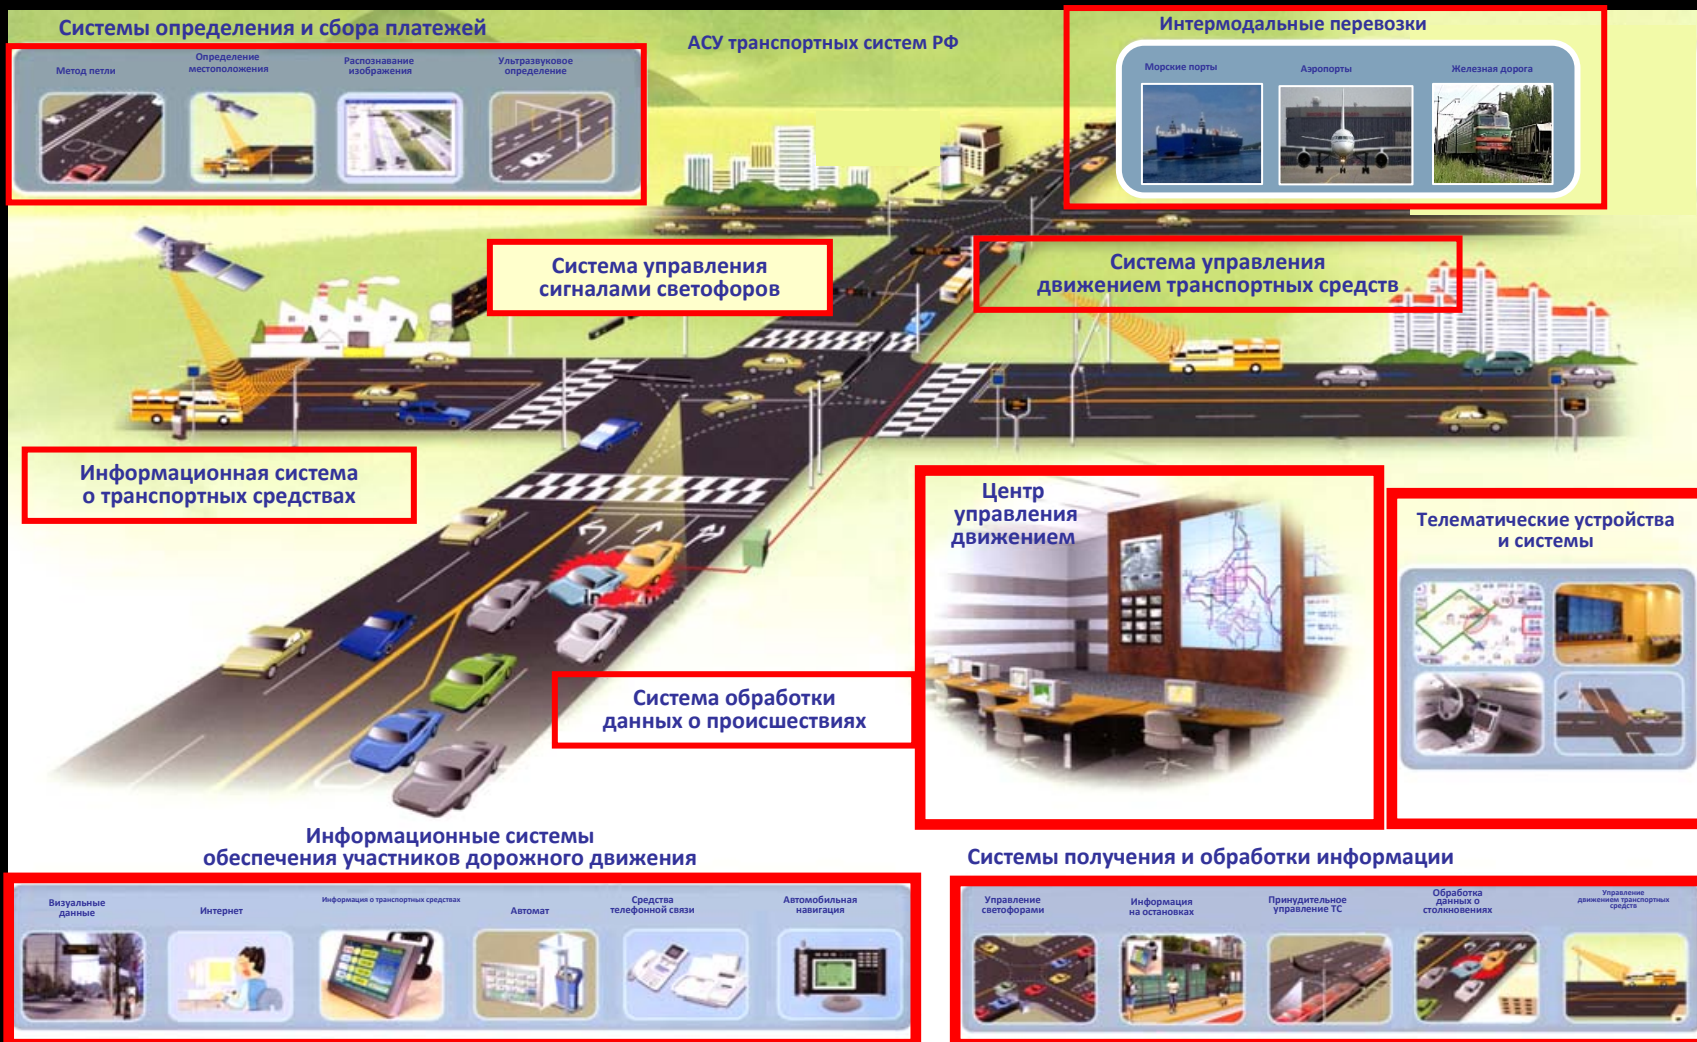 Системы определения и сбора платежей
Метод петли
Определение
местоположения
Распознавание
изображения
Ультразвуковое
определение
АСУ транспортных систем РФ
Интермодальные перевозки
Морские порты
Аэропорты
Железная дорога
Система управления
сигналами светофоров
Система управления
движением транспортных средств
Информационная система
о транспортных средствах
Центр
управления
движением
Телематические устройства
и системы
Система обработки
данных о происшествиях
Информационные системы
обеспечения участников дорожного движения
Визуальные
данные
Интернет
Информация о транспортных средствах
Автомат
Средства
телефонной связи
Автомобильная
навигация
Системы получения и обработки информации
Управление
светофорами
Информация
на остановках
Принудительное
управление ТС
Обработка
данных о
столкновениях
Управление
движением транспортных
средств